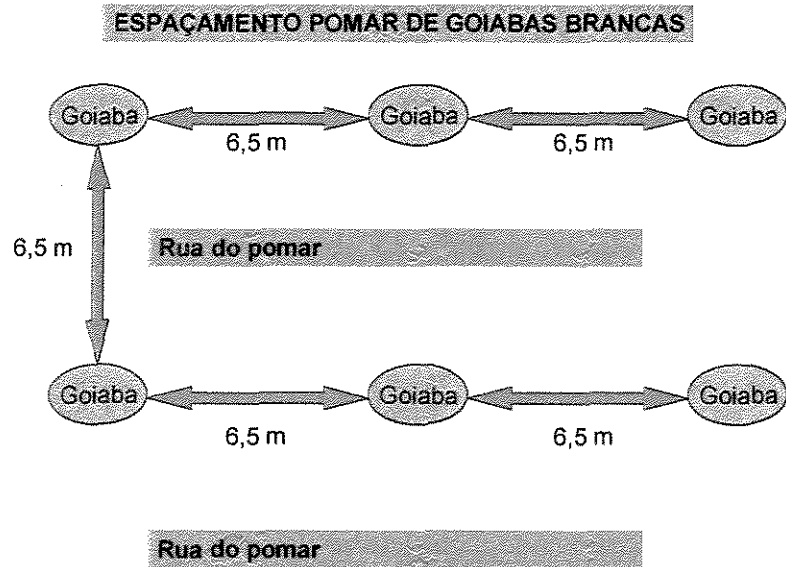 ESPAÇAMENTO POMAR DE GOIABAS BRANCAS
Goiaba Goiaba Goiaba
6,5 m 6,5 m
6,5 m
Rua do pomar
Goiaba Goiaba Goiaba
6,5 m 6,5 m
Rua do pomar